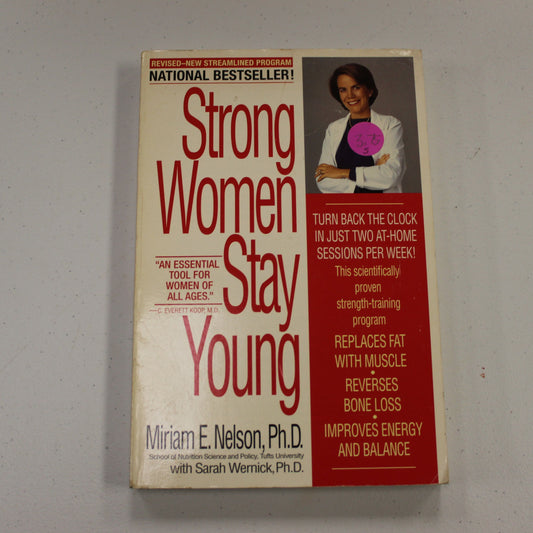 REVISED–NEW STREAMLINED PROGRAM
NATIONAL BESTSELLER!
Strong
Women
Stay
Young
"AN ESSENTIAL
TOOL FOR
WOMEN OF
ALL AGES."
—C. EVERETT KOOP, M.D.
Miriam E. Nelson, Ph.D.
School of Nutrition Science and Policy, Tufts University
with Sarah Wernick, Ph.D.
TURN BACK THE CLOCK
IN JUST TWO AT-HOME
SESSIONS PER WEEK!
This scientifically
proven
strength-training
program
REPLACES FAT
WITH MUSCLE
•
REVERSES
BONE LOSS
•
IMPROVES ENERGY
AND BALANCE